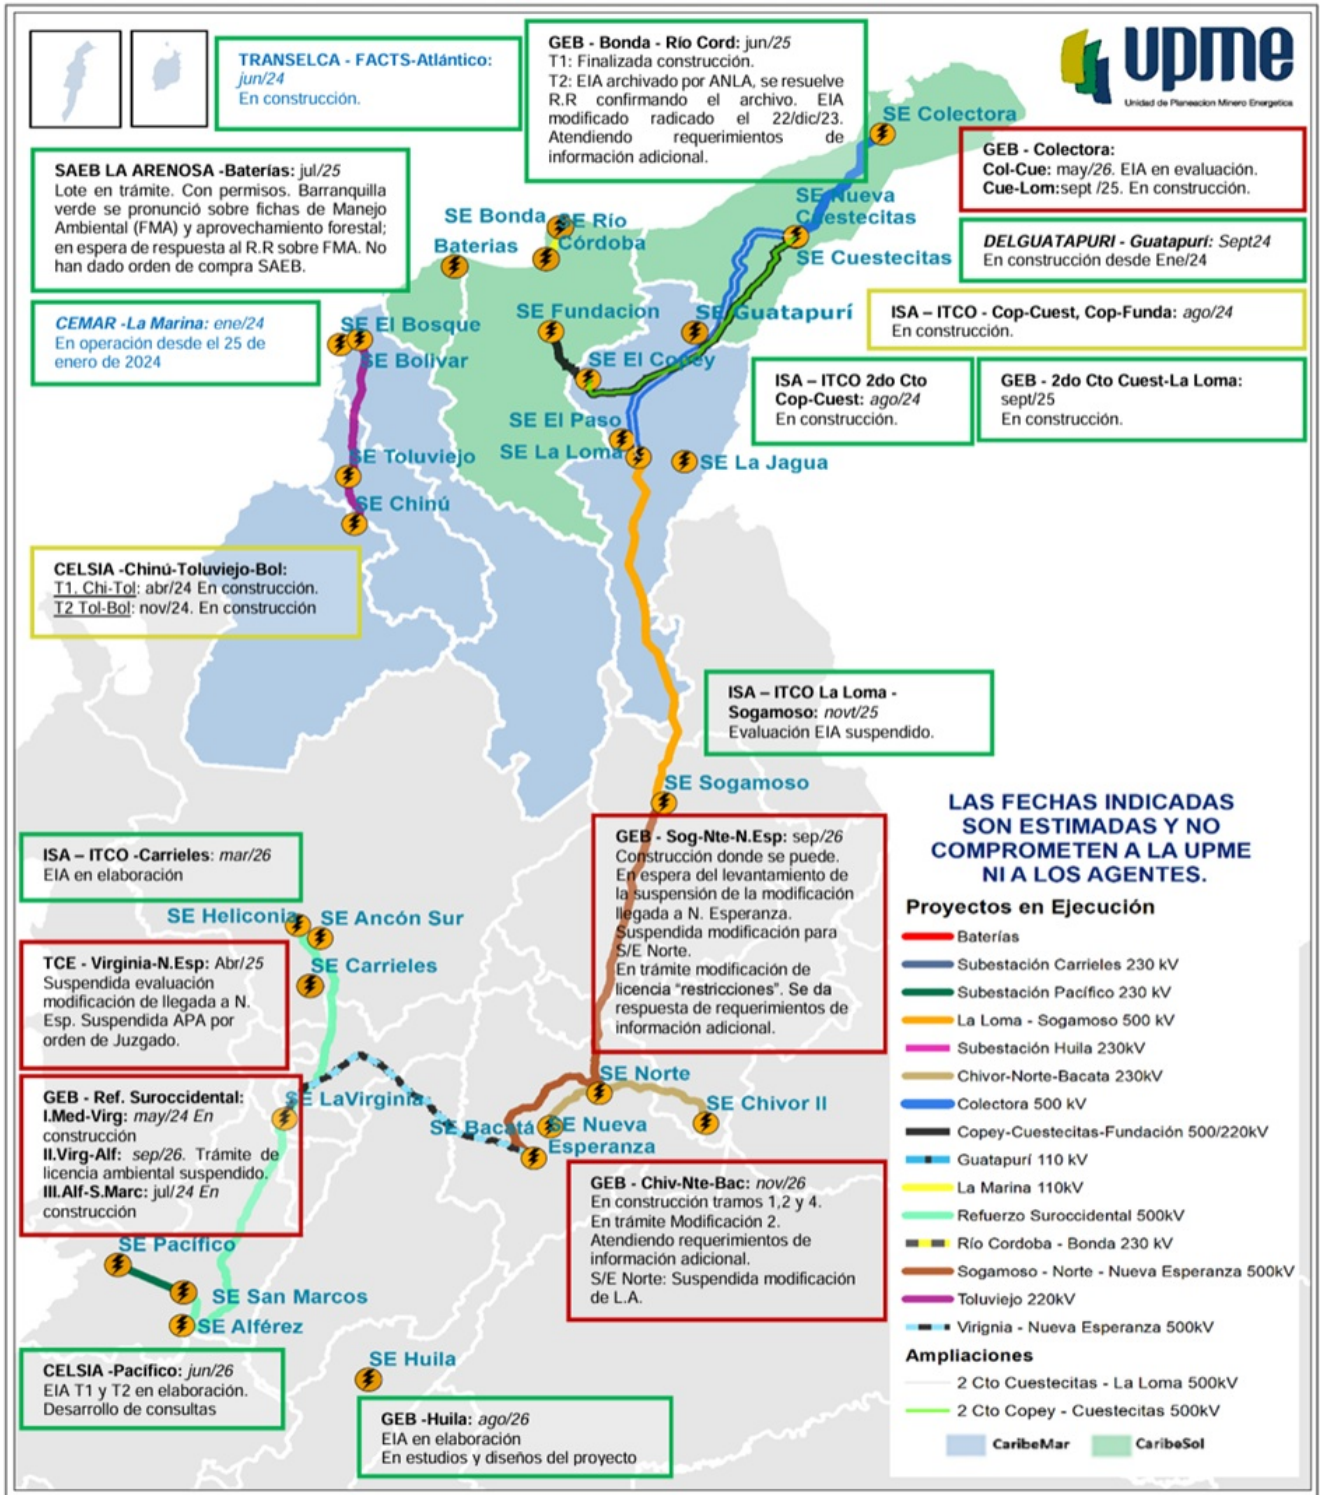 TRANSELCA - FACTS-Atlántico:
jun/24
En construcción.
GEB - Bonda - Río Cord: jun/25
T1: Finalizada construcción.
T2: EIA archivado por ANLA, se resuelve
R.R confirmando el archivo. EIA
modificado radicado el 22/dic/23.
Atendiendo requerimientos de
información adicional.
upme
Unidad de Planeacion Minero Energetica
SE Colectora
GEB - Colectora:
Col-Cue: may/26. EIA en evaluación.
Cue-Lom:sept /25. En construcción.
SAEB LA ARENOSA -Baterías: jul/25
Lote en trámite. Con permisos. Barranquilla
verde se pronunció sobre fichas de Manejo
Ambiental (FMA) y aprovechamiento forestal;
en espera de respuesta al R.R sobre FMA. No
han dado orden de compra SAEB.
SE Nueva
Cuestecitas
SE Bonda
SE Río
Córdoba
Baterias
SE Cuestecitas
DELGUATAPURI - Guatapurí: Sept24
En construcción desde Ene/24
CEMAR -La Marina: ene/24
En operación desde el 25 de
enero de 2024
SE El Bosque
SE Bolivar
SE Fundacion
SE Guatapurí
ISA – ITCO - Cop-Cuest, Cop-Funda: ago/24
En construcción.
SE El Copey
ISA – ITCO 2do Cto
Cop-Cuest: ago/24
En construcción.
GEB - 2do Cto Cuest-La Loma:
sept/25
En construcción.
SE El Paso
SE La Loma
SE La Jagua
SE Toluviejo
SE Chinú
CELSIA -Chinú-Toluviejo-Bol:
T1. Chi-Tol: abr/24 En construcción.
T2 Tol-Bol: nov/24. En construcción
ISA – ITCO La Loma -
Sogamoso: novt/25
Evaluación EIA suspendido.
SE Sogamoso
LAS FECHAS INDICADAS
SON ESTIMADAS Y NO
COMPROMETEN A LA UPME
NI A LOS AGENTES.
GEB - Sog-Nte-N.Esp: sep/26
Construcción donde se puede.
En espera del levantamiento de
la suspensión de la modificación
llegada a N. Esperanza.
Suspendida modificación para
S/E Norte.
En trámite modificación de
licencia "restricciones". Se da
respuesta de requerimientos de
información adicional.
ISA – ITCO -Carrieles: mar/26
EIA en elaboración
SE Heliconia
SE Ancón Sur
SE Carrieles
TCE - Virginia-N.Esp: Abr/25
Suspendida evaluación
modificación de llegada a N.
Esp. Suspendida APA por
orden de Juzgado.
GEB - Ref. Suroccidental:
I.Med-Virg: may/24 En
construcción
II.Virg-Alf: sep/26. Trámite de
licencia ambiental suspendido.
III.Alf-S.Marc: jul/24 En
construcción
SE LaVirginia
SE Norte
SE Chivor II
SE Bacatá
SE Nueva
Esperanza
GEB - Chiv-Nte-Bac: nov/26
En construcción tramos 1,2 y 4.
En trámite Modificación 2.
Atendiendo requerimientos de
información adicional.
S/E Norte: Suspendida modificación
de L.A.
SE Pacífico
SE San Marcos
SE Alférez
CELSIA -Pacífico: jun/26
EIA T1 y T2 en elaboración.
Desarrollo de consultas
SE Huila
GEB -Huila: ago/26
EIA en elaboración
En estudios y diseños del proyecto
Proyectos en Ejecución
Baterías
Subestación Carrieles 230 kV
Subestación Pacífico 230 kV
La Loma - Sogamoso 500 kV
Subestación Huila 230kV
Chivor-Norte-Bacata 230kV
Colectora 500 kV
Copey-Cuestecitas-Fundación 500/220kV
Guatapurí 110 kV
La Marina 110kV
Refuerzo Suroccidental 500kV
Río Cordoba - Bonda 230 kV
Sogamoso - Norte - Nueva Esperanza 500kV
Toluviejo 220kV
Virignia - Nueva Esperanza 500kV
Ampliaciones
2 Cto Cuestecitas - La Loma 500kV
2 Cto Copey - Cuestecitas 500kV
CaribeMar
CaribeSol